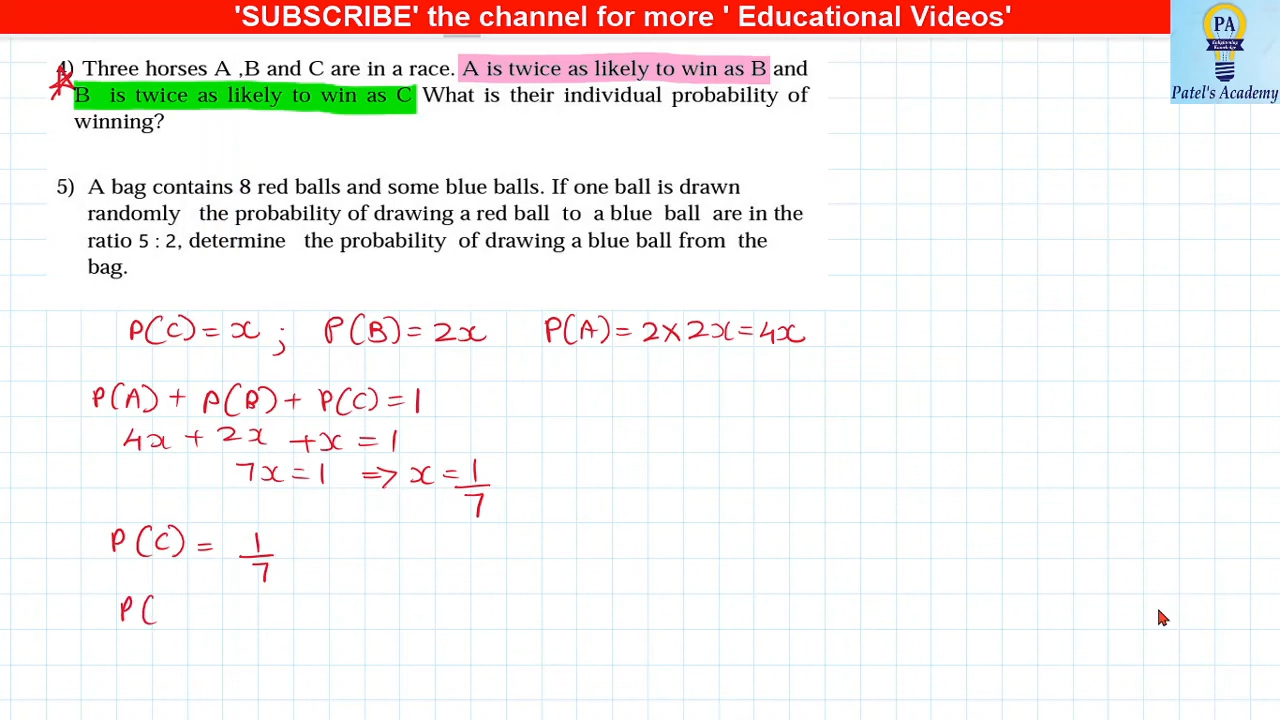 'SUBSCRIBE' the channel for more ' Educational Videos'
PA
Patel's Academy
4) Three horses A ,B and C are in a race. A is twice as likely to win as B and
B is twice as likely to win as C What is their individual probability of
winning?
5) A bag contains 8 red balls and some blue balls. If one ball is drawn
randomly the probability of drawing a red ball to a blue ball are in the
ratio 5 : 2, determine the probability of drawing a blue ball from the
bag.
P(C) = x ; P(B) = 2x P(A) = 2 × 2x = 4x
P(A) + P(B) + P(C) = 1
4x + 2x + x = 1
7x = 1 => x = 1/7
P(C) = 1/7
P(